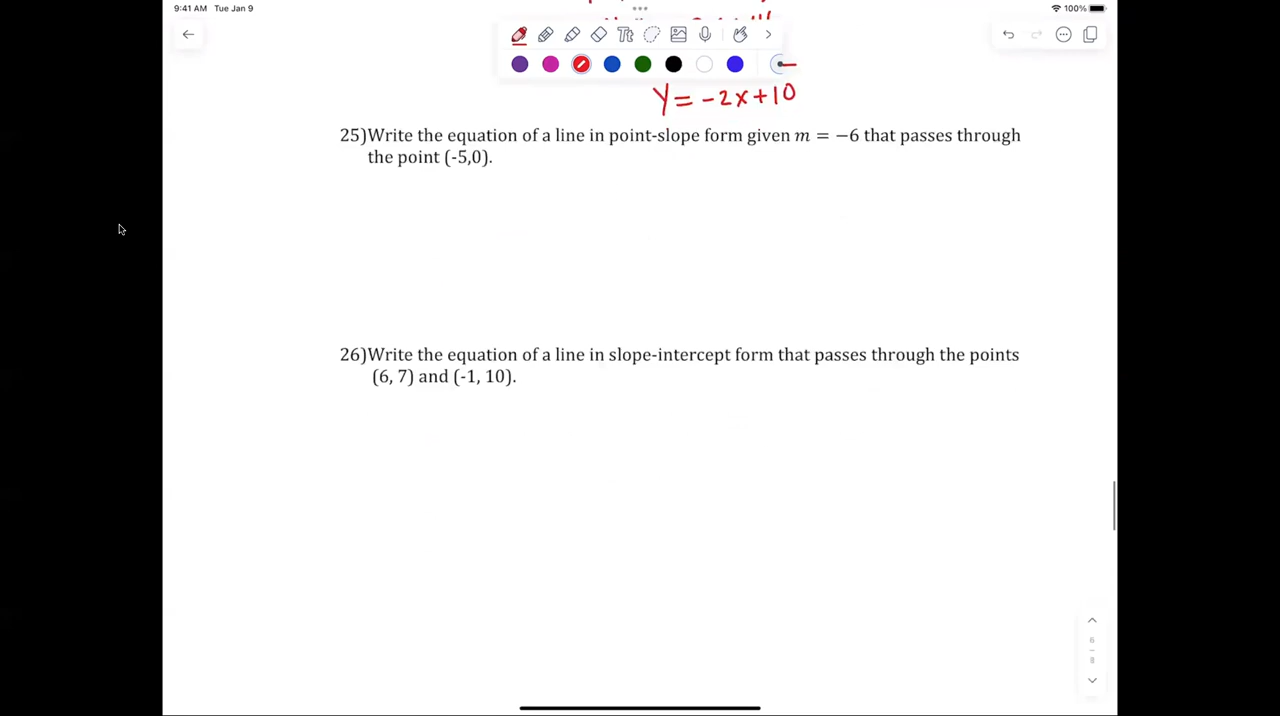 9:41 AM Tue Jan 9
100%
Y = -2x+10
25)Write the equation of a line in point-slope form given m = −6 that passes through
the point (-5,0).
26)Write the equation of a line in slope-intercept form that passes through the points
(6, 7) and (-1, 10).
6
8